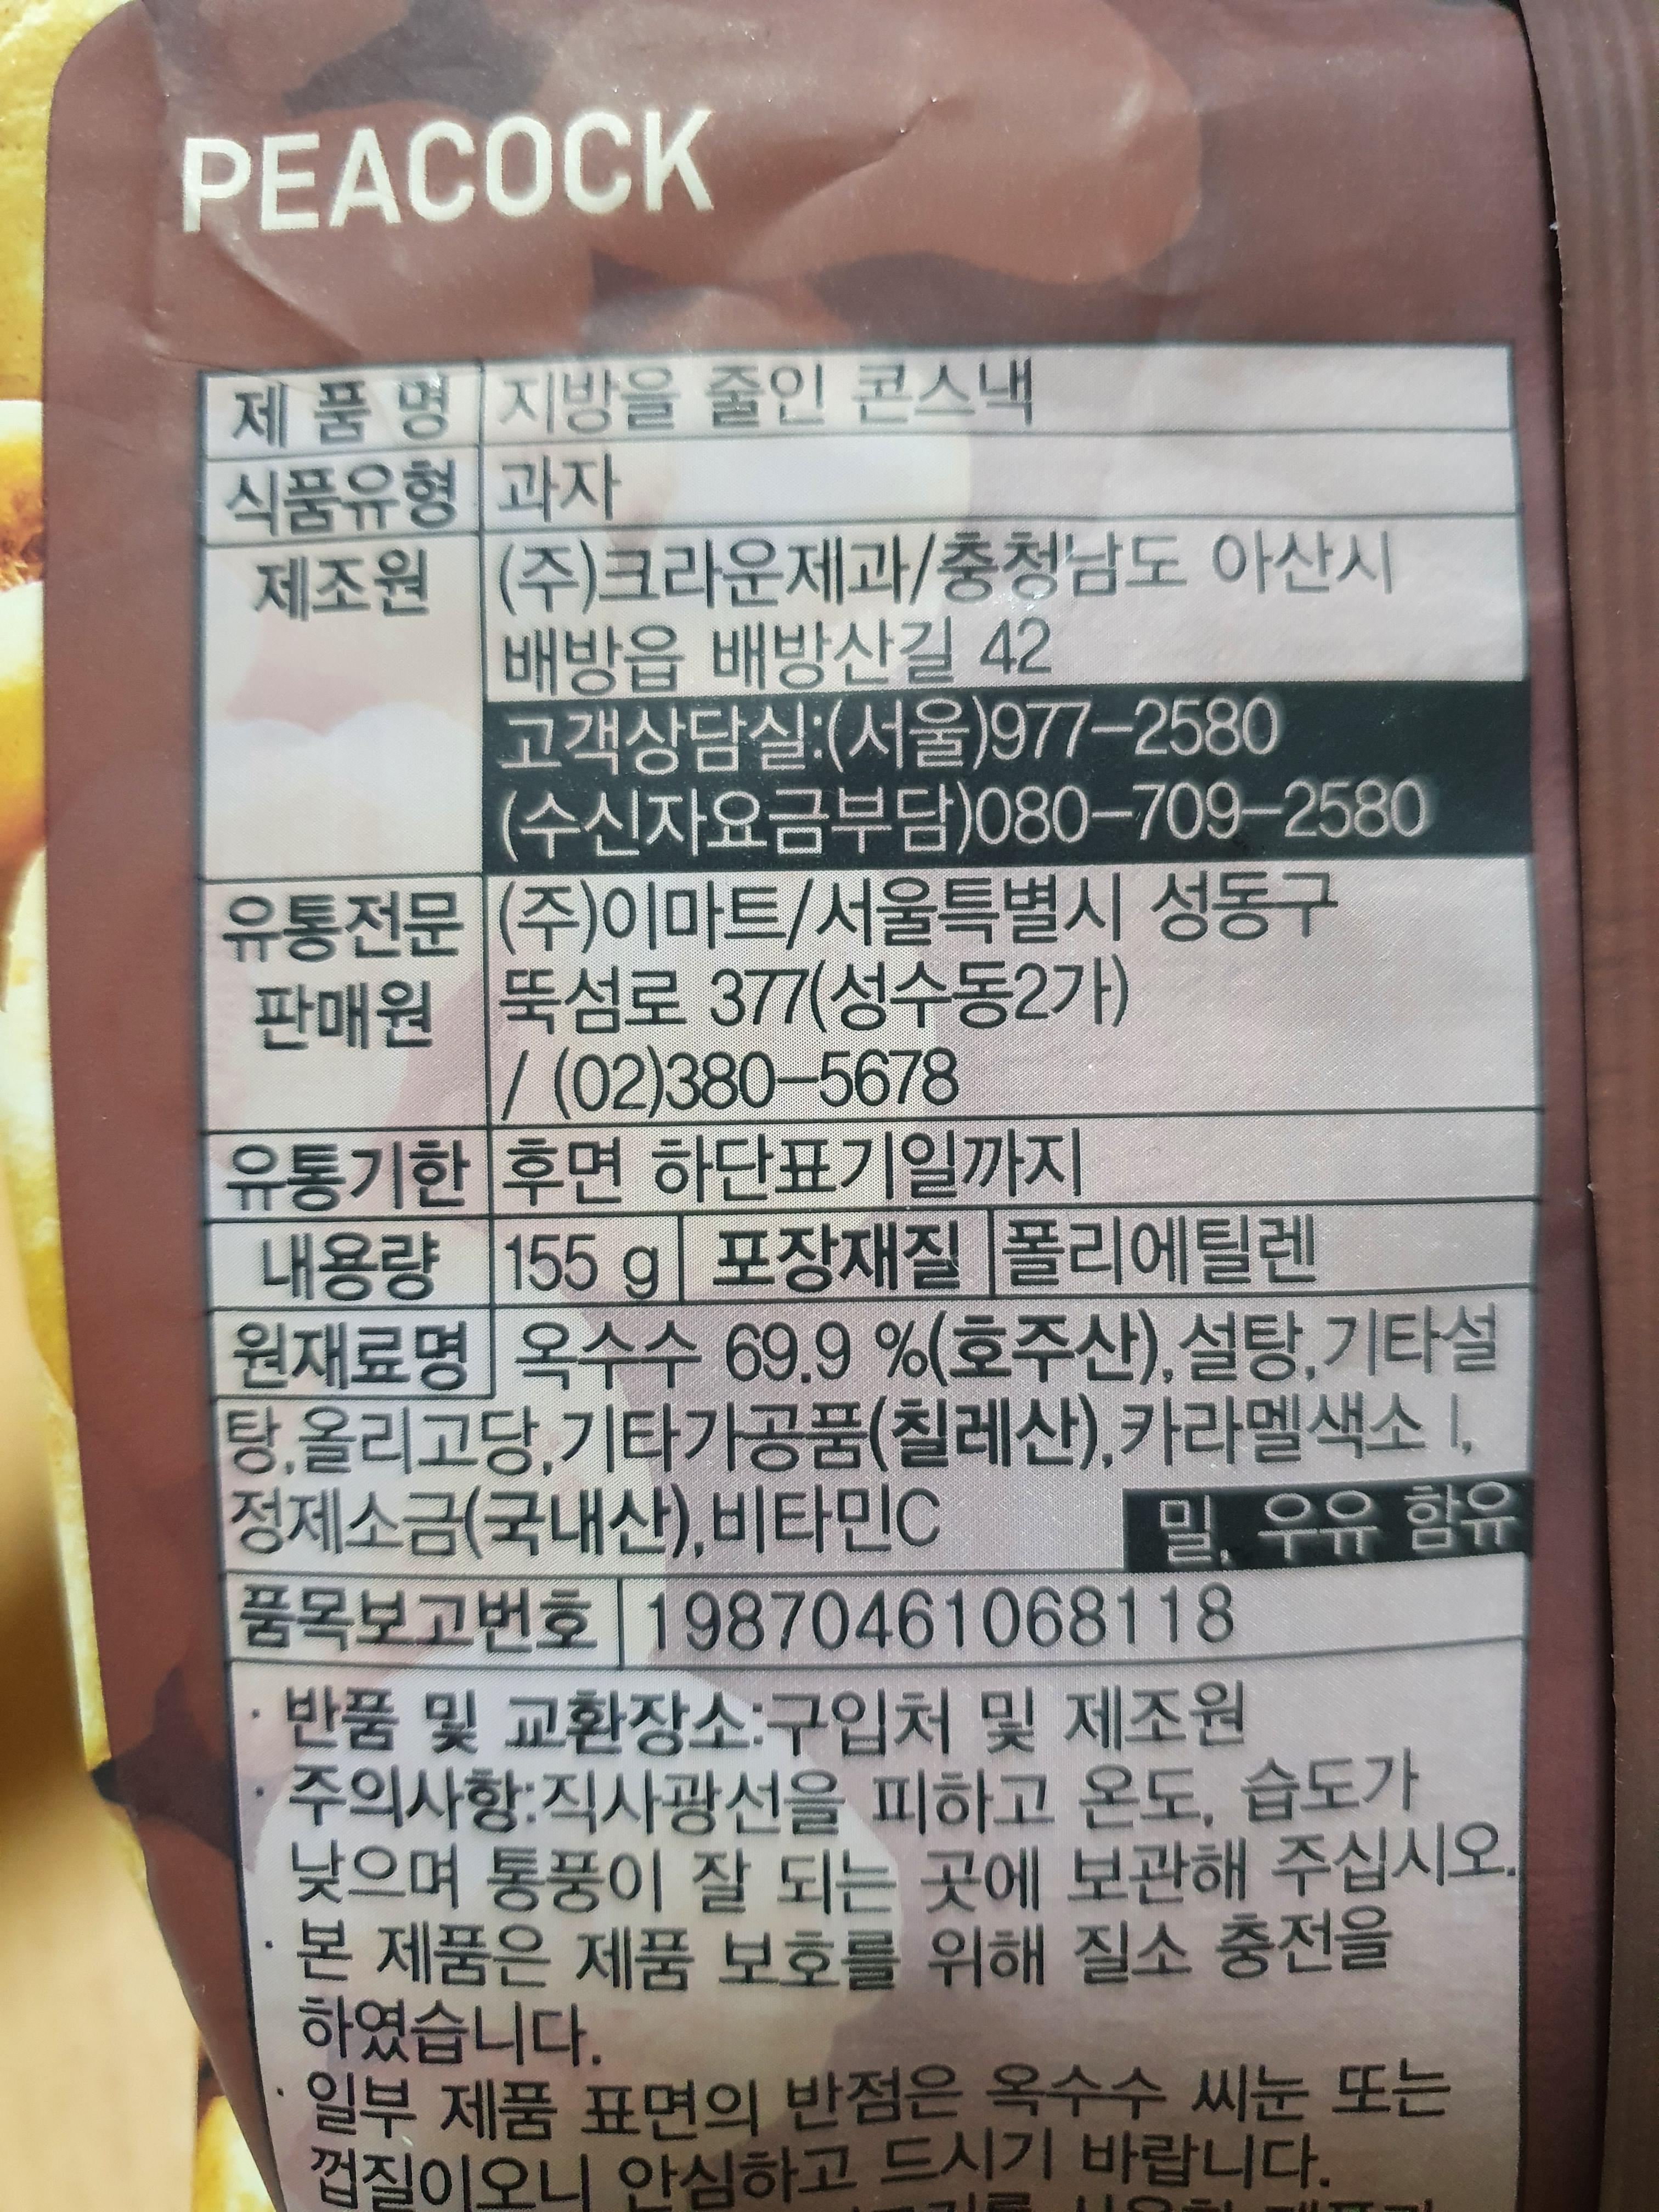 PEACOCK
제 품 명 지방을 줄인 콘스낵
식품유형 과자
제조원 (주)크라운제과/충청남도 아산시
배방읍 배방산길 42
고객상담실:(서울)977-2580
(수신자요금부담)080-709-2580
유통전문 (주)이마트/서울특별시 성동구
판매원 뚝섬로 377(성수동2가)
/ (02)380-5678
유통기한 후면 하단표기일까지
내용량 155 g 포장재질 폴리에틸렌
원재료명 옥수수 69.9 %(호주산),설탕,기타설
탕,올리고당,기타가공품(칠레산),카라멜색소 I,
정제소금(국내산),비타민C 밀, 우유 함유
품목보고번호 19870461068118
· 반품 및 교환장소:구입처 및 제조원
· 주의사항:직사광선을 피하고 온도, 습도가
낮으며 통풍이 잘 되는 곳에 보관해 주십시오.
· 본 제품은 제품 보호를 위해 질소 충전을
하였습니다.
· 일부 제품 표면의 반점은 옥수수 씨눈 또는
껍질이오니 안심하고 드시기 바랍니다.